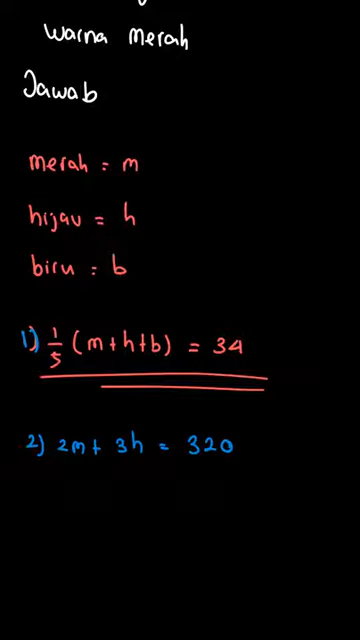 warna merah
Jawab
merah = m
hijau = h
biru = b
1) 1/5 (m+h+b) = 34
2) 2m + 3h = 320